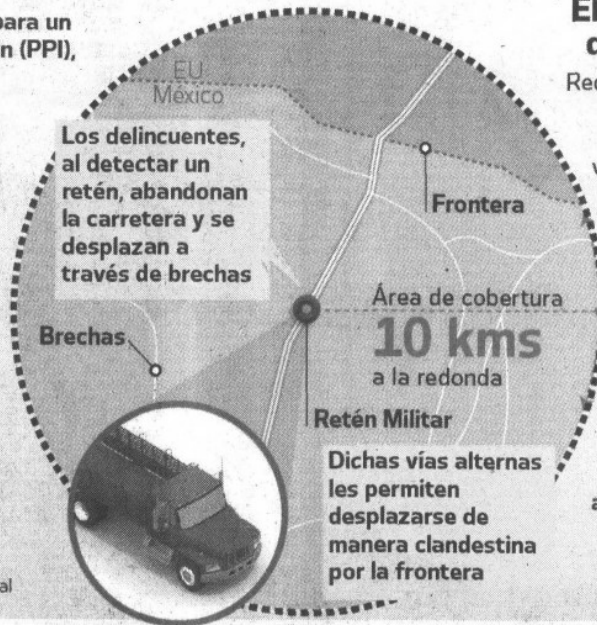 para un
n (PPI),
EU
México
Los delincuentes,
al detectar un
retén, abandonan
la carretera y se
desplazan a
través de brechas
Frontera
Brechas
Área de cobertura
10 kms
a la redonda
Retén Militar
Dichas vías alternas
les permiten
desplazarse de
manera clandestina
por la frontera
El
Rec
al